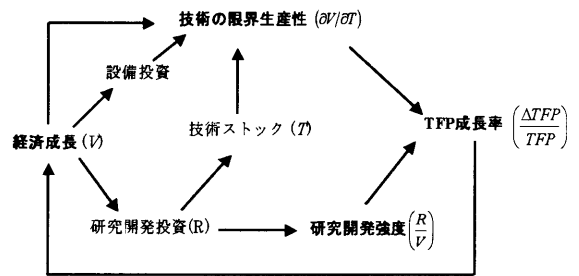 技術の限界生産性 (∂V/∂T)
設備投資
経済成長 (V)
技術ストック (T)
TFP成長率 (ΔTFP/TFP)
研究開発投資(R)
研究開発強度(R/V)